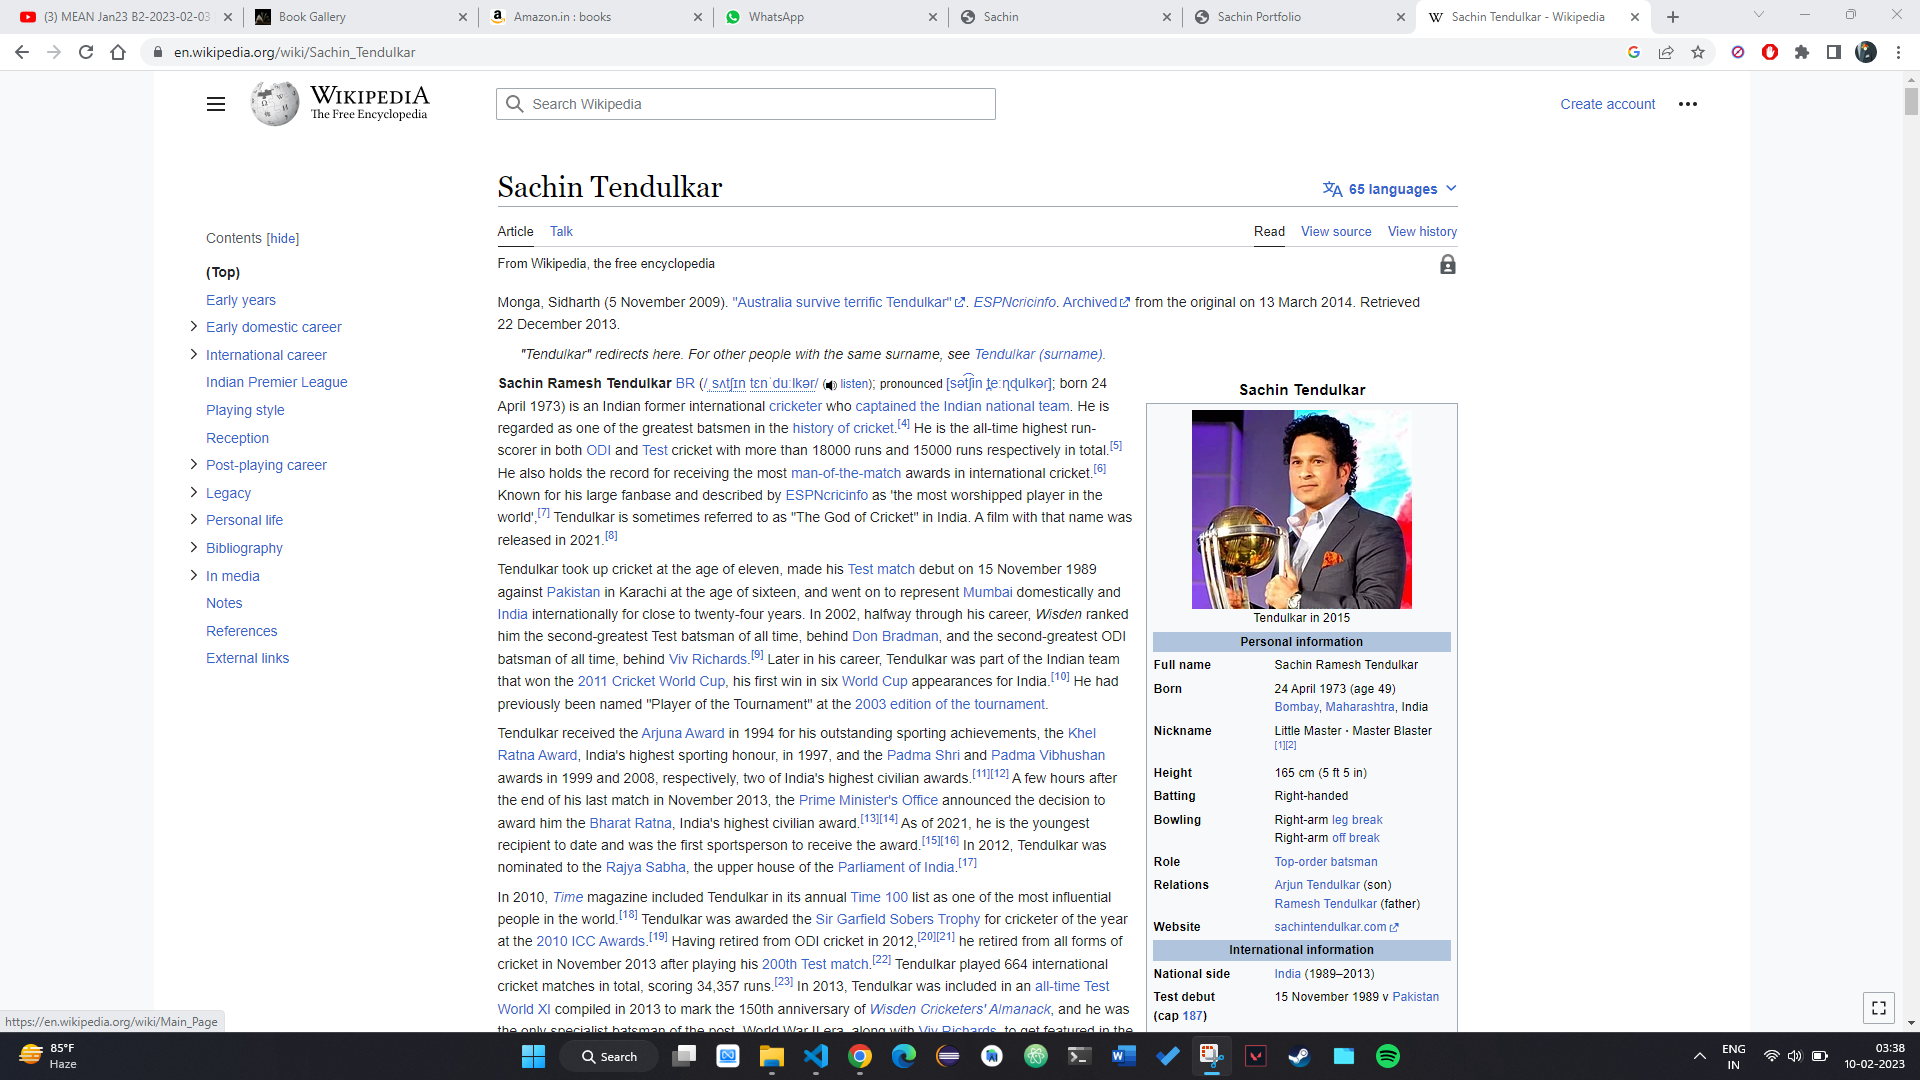 (3) MEAN Jan23 B2-2023-02-03
Book Gallery
Amazon.in : books
WhatsApp
Sachin
Sachin Portfolio
Sachin Tendulkar - Wikipedia
en.wikipedia.org/wiki/Sachin_Tendulkar
WIKIPEDIA
The Free Encyclopedia
Search Wikipedia
Create account
Sachin Tendulkar
65 languages
Contents [hide]
(Top)
Early years
Early domestic career
International career
Indian Premier League
Playing style
Reception
Post-playing career
Legacy
Personal life
Bibliography
In media
Notes
References
External links
Article Talk
Read View source View history
From Wikipedia, the free encyclopedia
Monga, Sidharth (5 November 2009). "Australia survive terrific Tendulkar". ESPNcricinfo. Archived from the original on 13 March 2014. Retrieved
22 December 2013.
"Tendulkar" redirects here. For other people with the same surname, see Tendulkar (surname).
Sachin Ramesh Tendulkar BR (/ˌsʌtʃɪn tɛnˈduːlkər/ (listen); pronounced [sətɕin teːɳɖulkəɾ]; born 24
April 1973) is an Indian former international cricketer who captained the Indian national team. He is
regarded as one of the greatest batsmen in the history of cricket.[4] He is the all-time highest run-
scorer in both ODI and Test cricket with more than 18000 runs and 15000 runs respectively in total.[5]
He also holds the record for receiving the most man-of-the-match awards in international cricket.[6]
Known for his large fanbase and described by ESPNcricinfo as 'the most worshipped player in the
world',[7] Tendulkar is sometimes referred to as "The God of Cricket" in India. A film with that name was
released in 2021.[8]
Tendulkar took up cricket at the age of eleven, made his Test match debut on 15 November 1989
against Pakistan in Karachi at the age of sixteen, and went on to represent Mumbai domestically and
India internationally for close to twenty-four years. In 2002, halfway through his career, Wisden ranked
him the second-greatest Test batsman of all time, behind Don Bradman, and the second-greatest ODI
batsman of all time, behind Viv Richards.[9] Later in his career, Tendulkar was part of the Indian team
that won the 2011 Cricket World Cup, his first win in six World Cup appearances for India.[10] He had
previously been named "Player of the Tournament" at the 2003 edition of the tournament.
Tendulkar received the Arjuna Award in 1994 for his outstanding sporting achievements, the Khel
Ratna Award, India's highest sporting honour, in 1997, and the Padma Shri and Padma Vibhushan
awards in 1999 and 2008, respectively, two of India's highest civilian awards.[11][12] A few hours after
the end of his last match in November 2013, the Prime Minister's Office announced the decision to
award him the Bharat Ratna, India's highest civilian award.[13][14] As of 2021, he is the youngest
recipient to date and was the first sportsperson to receive the award.[15][16] In 2012, Tendulkar was
nominated to the Rajya Sabha, the upper house of the Parliament of India.[17]
In 2010, Time magazine included Tendulkar in its annual Time 100 list as one of the most influential
people in the world.[18] Tendulkar was awarded the Sir Garfield Sobers Trophy for cricketer of the year
at the 2010 ICC Awards.[19] Having retired from ODI cricket in 2012,[20][21] he retired from all forms of
cricket in November 2013 after playing his 200th Test match.[22] Tendulkar played 664 international
cricket matches in total, scoring 34,357 runs.[23] In 2013, Tendulkar was included in an all-time Test
World XI compiled in 2013 to mark the 150th anniversary of Wisden Cricketers' Almanack, and he was
the only specialist batsman of the post–World War II era, along with Viv Richards, to get featured in the
Sachin Tendulkar
Tendulkar in 2015
Personal information
Full name Sachin Ramesh Tendulkar
Born 24 April 1973 (age 49)
Bombay, Maharashtra, India
Nickname Little Master · Master Blaster
[1][2]
Height 165 cm (5 ft 5 in)
Batting Right-handed
Bowling Right-arm leg break
Right-arm off break
Role Top-order batsman
Relations Arjun Tendulkar (son)
Ramesh Tendulkar (father)
Website sachintendulkar.com
International information
National side India (1989–2013)
Test debut 15 November 1989 v Pakistan
(cap 187)
https://en.wikipedia.org/wiki/Main_Page
85°F
Haze
Search
ENG
IN
03:38
10-02-2023